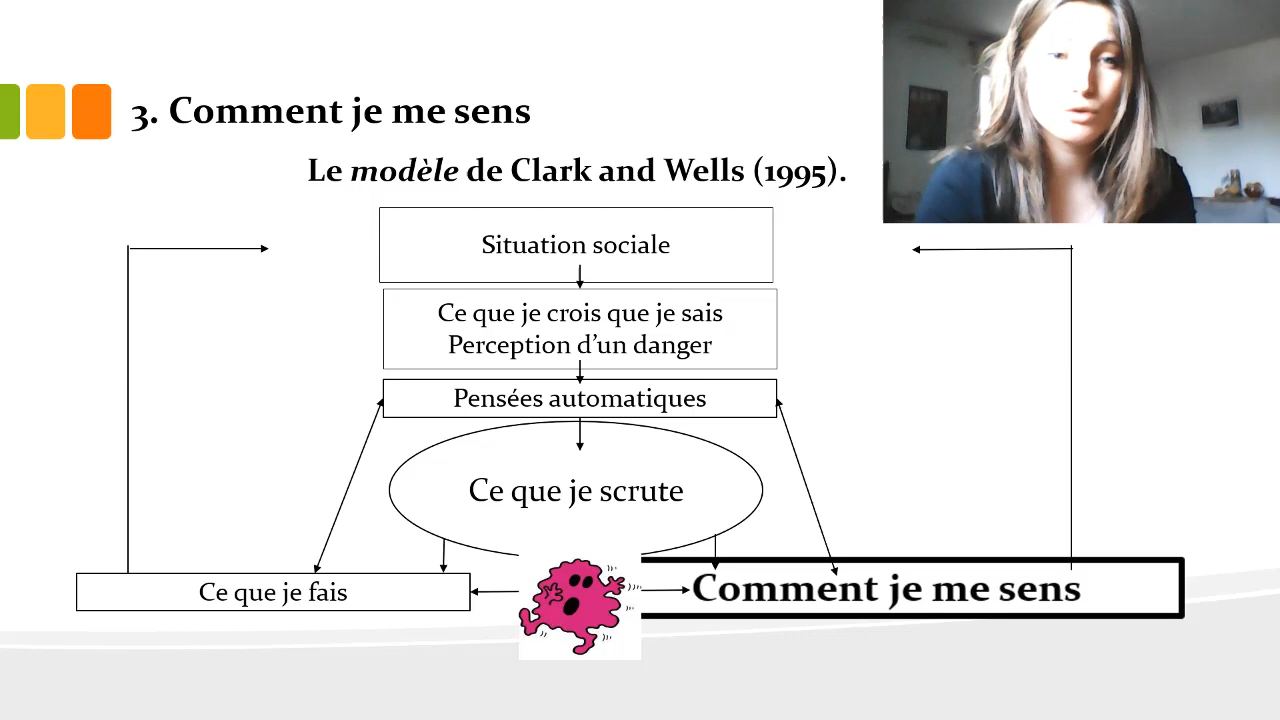 3. Comment je me sens
Le modèle de Clark and Wells (1995).
Situation sociale
Ce que je crois que je sais
Perception d’un danger
Pensées automatiques
Ce que je scrute
Ce que je fais
Comment je me sens